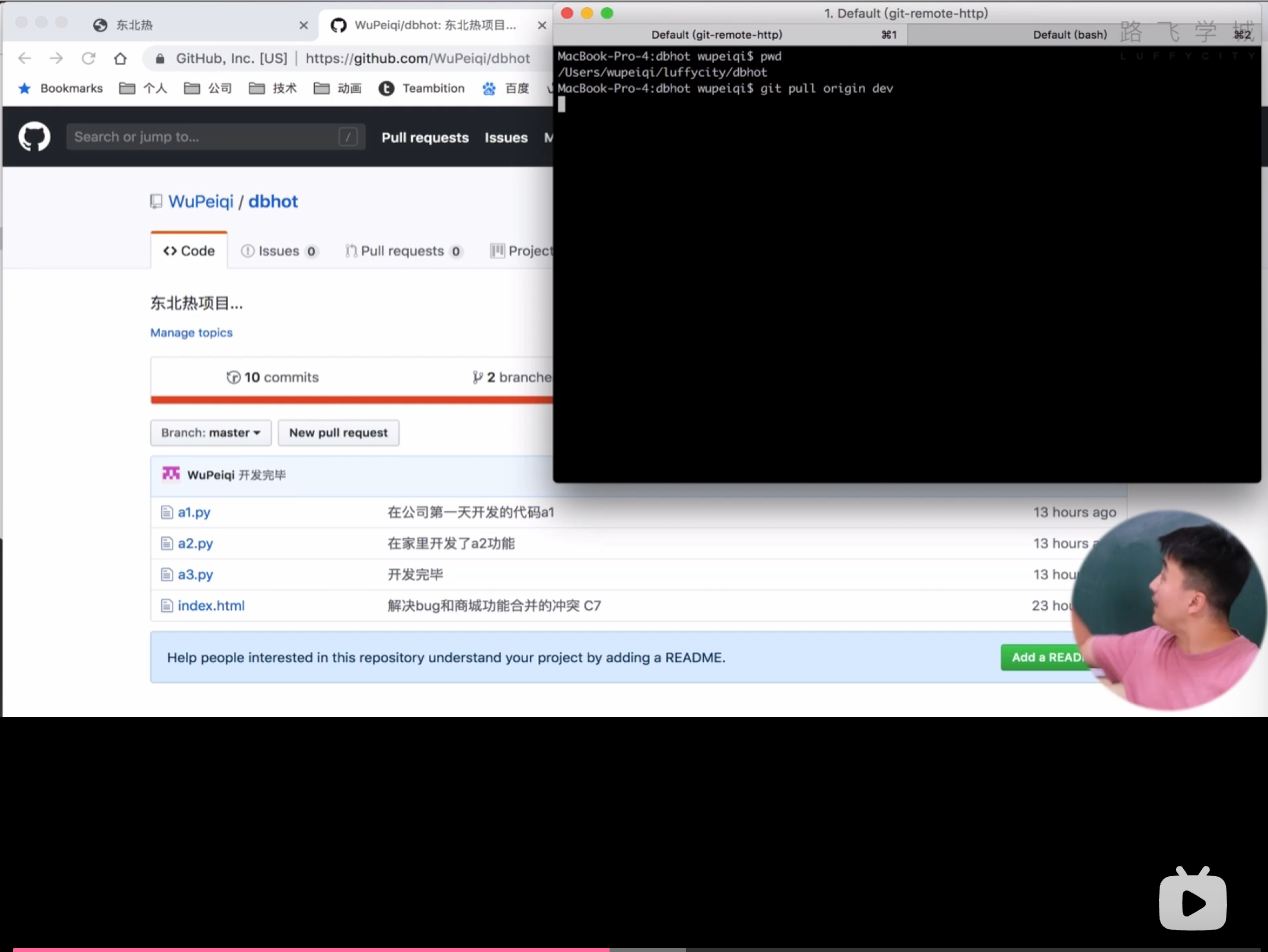 东北热
WuPeiqi/dbhot: 东北热项目...
GitHub, Inc. [US] | https://github.com/WuPeiqi/dbhot
Bookmarks 个人 公司 技术 动画 Teambition 百度
Search or jump to... /
Pull requests Issues
WuPeiqi / dbhot
Code Issues 0 Pull requests 0 Project
东北热项目...
Manage topics
10 commits 2 branche
Branch: master New pull request
WuPeiqi 开发完毕
a1.py 在公司第一天开发的代码a1 13 hours ago
a2.py 在家里开发了a2功能 13 hours
a3.py 开发完毕 13 hou
index.html 解决bug和商城功能合并的冲突 C7 23 hou
Help people interested in this repository understand your project by adding a README.
Add a READ
1. Default (git-remote-http)
Default (git-remote-http) ⌘1 Default (bash) ⌘2
路飞学城
LUFFYCITY
MacBook-Pro-4:dbhot wupeiqi$ pwd
/Users/wupeiqi/luffycity/dbhot
MacBook-Pro-4:dbhot wupeiqi$ git pull origin dev